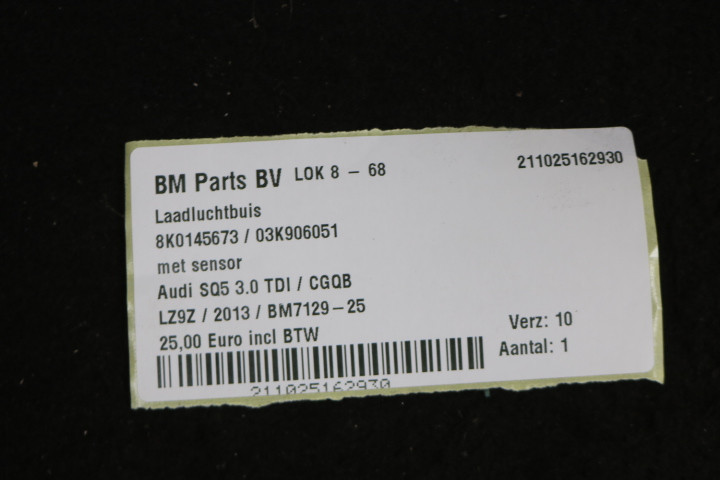 BM Parts BV LOK 8 - 68 211025162930
Laadluchtbuis
8K0145673 / 03K906051
met sensor
Audi SQ5 3.0 TDI / CGQB
LZ9Z / 2013 / BM7129-25
25,00 Euro incl BTW
Verz: 10
Aantal: 1
211025162930